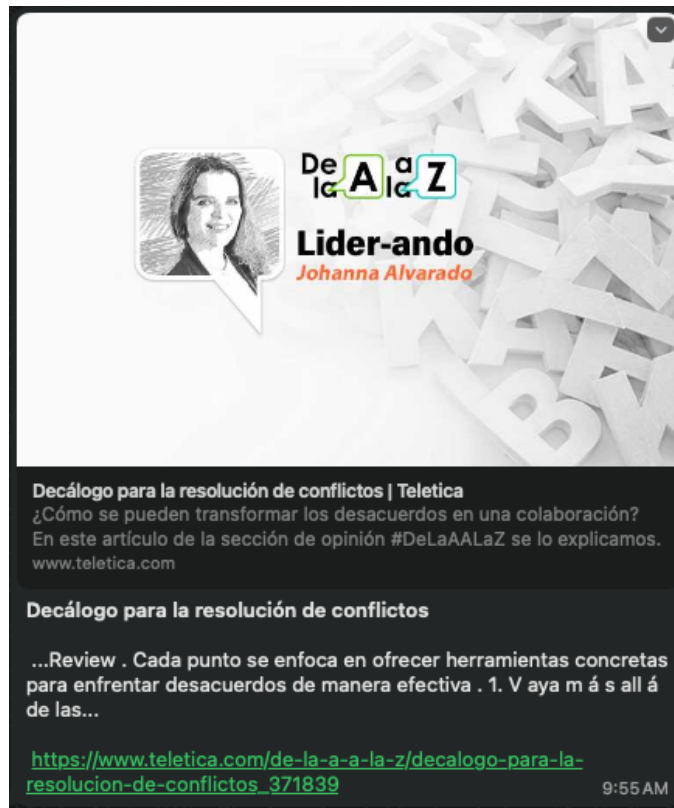 De la A a la Z
Lider-ando
Johanna Alvarado
Decálogo para la resolución de conflictos | Teletica
¿Cómo se pueden transformar los desacuerdos en una colaboración?
En este artículo de la sección de opinión #DeLaAALaZ se lo explicamos.
www.teletica.com
Decálogo para la resolución de conflictos
...Review . Cada punto se enfoca en ofrecer herramientas concretas
para enfrentar desacuerdos de manera efectiva . 1. V aya m á s all á
de las...
https://www.teletica.com/de-la-a-a-la-z/decalogo-para-la-
resolucion-de-conflictos_371839
9:55 AM